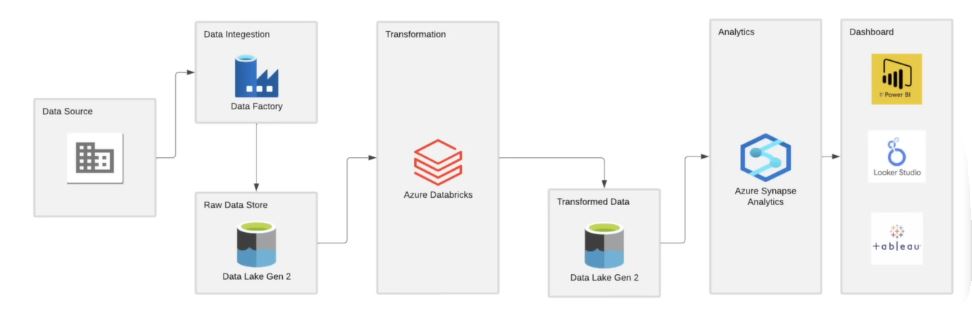 Data Source
Data Integestion
Data Factory
Raw Data Store
Data Lake Gen 2
Transformation
Azure Databricks
Transformed Data
Data Lake Gen 2
Analytics
Azure Synapse
Analytics
Dashboard
Power BI
Looker Studio
+ableau